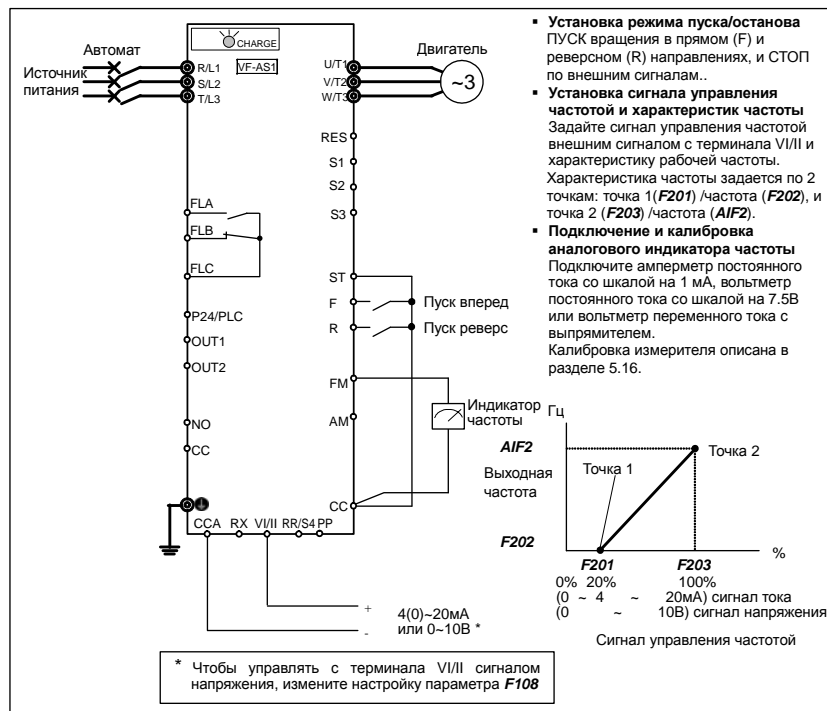 CHARGE
VF-AS1
Автомат
Источник
питания
R/L1
S/L2
T/L3
U/T1
V/T2
W/T3
Двигатель
~3
RES
S1
S2
S3
FLA
FLB
FLC
ST
F
Пуск вперед
R
Пуск реверс
P24/PLC
OUT1
OUT2
FM
AM
Индикатор
частоты
NO
CC
CC
CCA RX VI/II RR/S4 PP
+
-
4(0)~20мА
или 0~10В *
* Чтобы управлять с терминала VI/II сигналом
напряжения, измените настройку параметра F108
▪ Установка режима пуска/останова
ПУСК вращения в прямом (F) и
реверсном (R) направлениях, и СТОП
по внешним сигналам..
▪ Установка сигнала управления
частотой и характеристик частоты
Задайте сигнал управления частотой
внешним сигналом с терминала VI/II и
характеристику рабочей частоты.
Характеристика частоты задается по 2
точкам: точка 1(F201) /частота (F202), и
точка 2 (F203) /частота (AIF2).
▪ Подключение и калибровка
аналогового индикатора частоты
Подключите амперметр постоянного
тока со шкалой на 1 мА, вольтметр
постоянного тока со шкалой на 7.5В
или вольтметр переменного тока с
выпрямителем.
Калибровка измерителя описана в
разделе 5.16.
Гц
AIF2
Точка 2
Выходная
частота
Точка 1
F202
%
F201 F203
0% 20% 100%
(0 ~ 4 ~ 20мА) сигнал тока
(0 ~ 10В) сигнал напряжения
Сигнал управления частотой